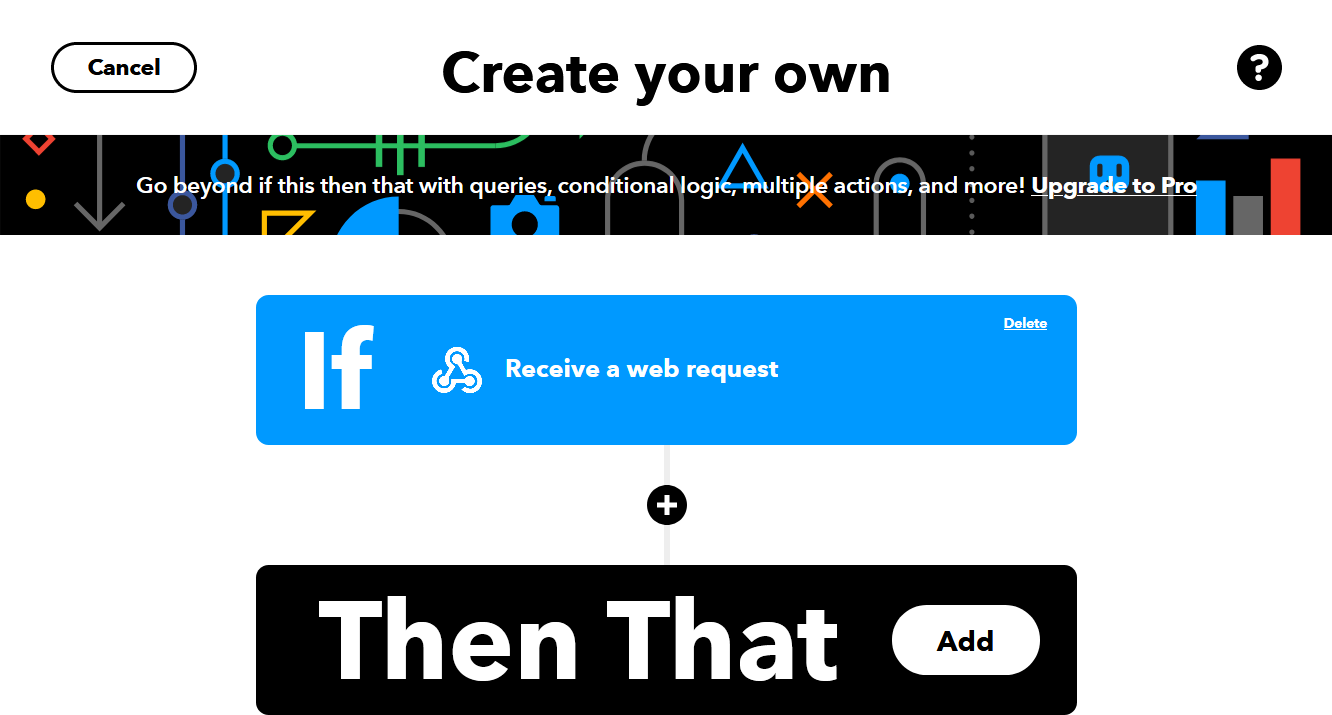 Cancel
Create your own
?
Go beyond if this then that with queries, conditional logic, multiple actions, and more! Upgrade to Pro
Delete
If
Receive a web request
Then That
Add